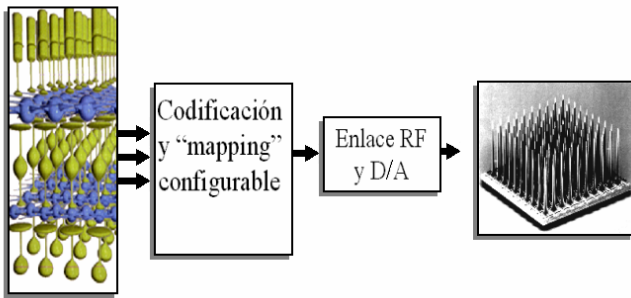 Codificación
y “mapping”
configurable
Enlace RF
y D/A